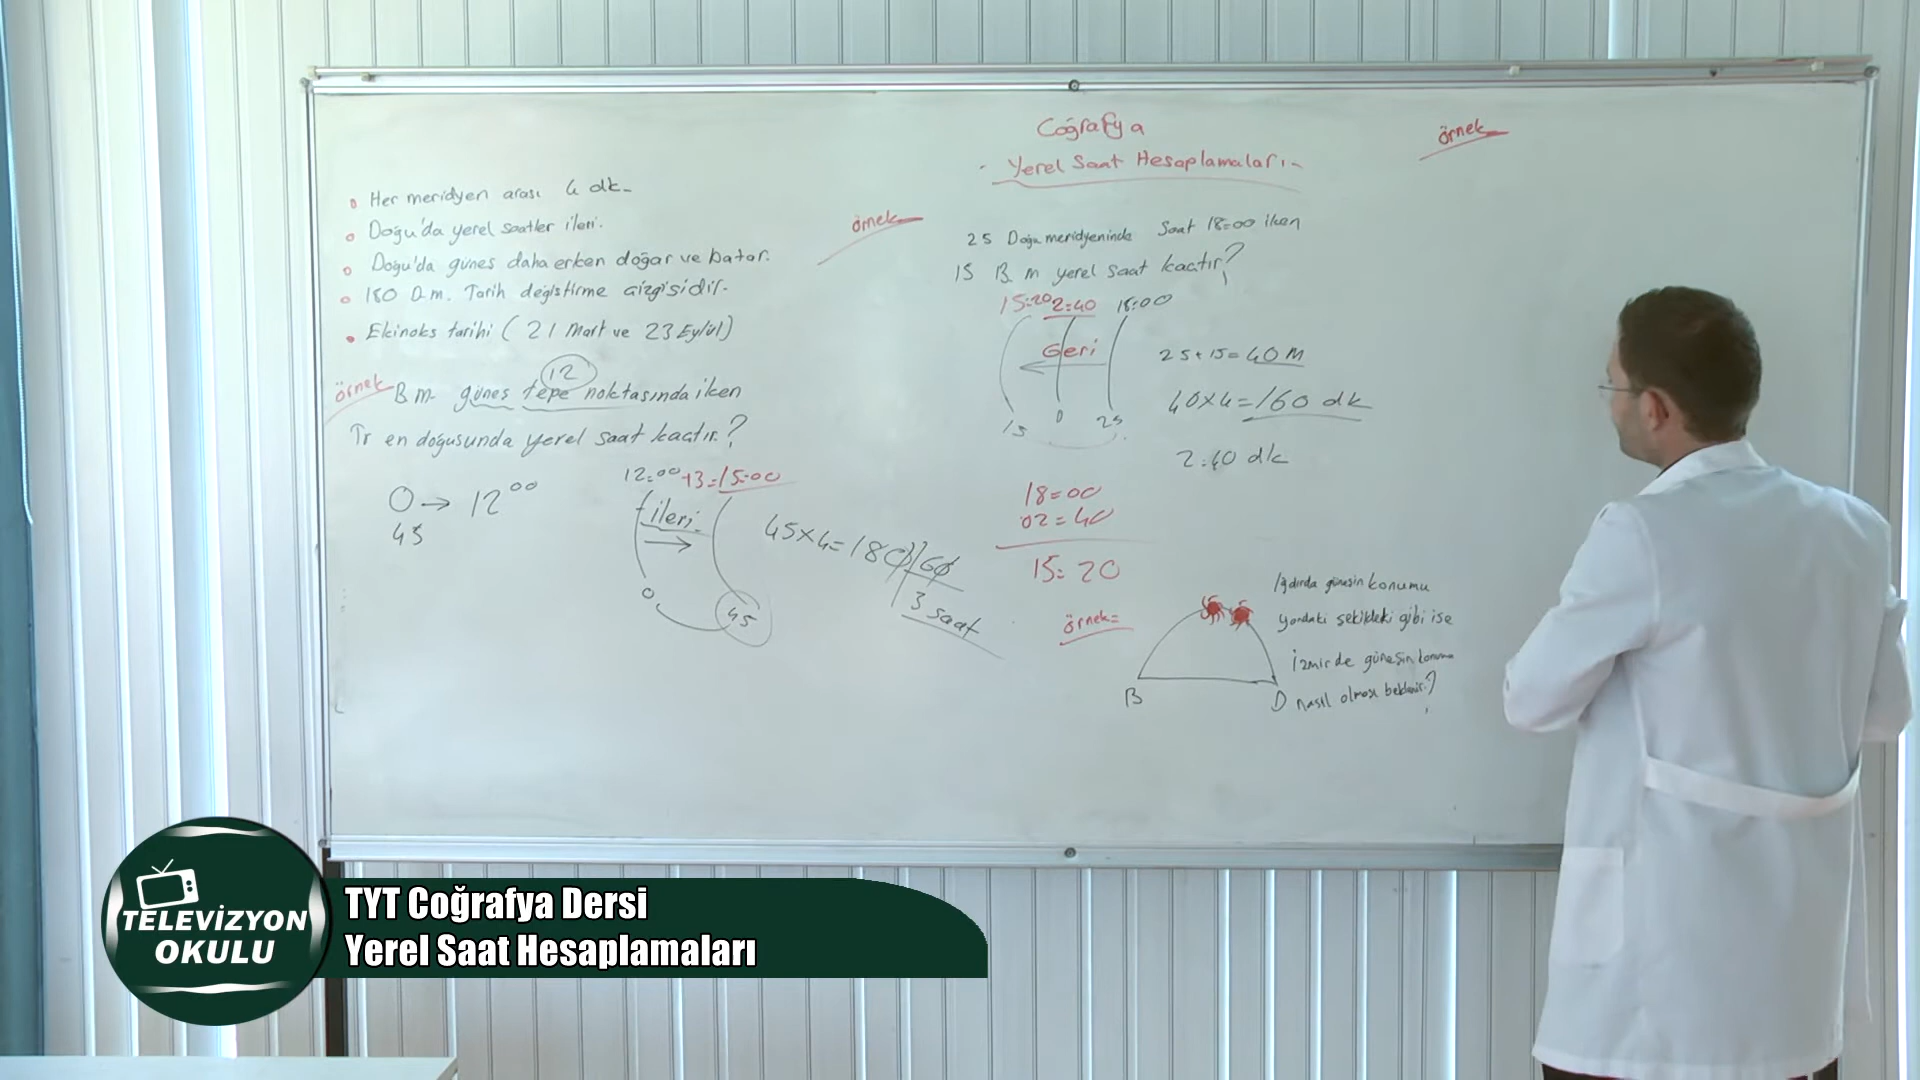 Coğrafya
- Yerel Saat Hesaplamaları -
• Her meridyen arası 4 dk-
• Doğu'da yerel saatler ileri.
• Doğu'da güneş daha erken doğar ve batar.
• 180 D m. Tarih değiştirme çizgisidir-
• Ekinoks tarihi ( 21 Mart ve 23 Eylül)
örnek
12
B m güneş tepe noktasında iken
Tr en doğusunda yerel saat kaçtır.?
0 → 12 00
45
12:00 +3=15:00
ileri.
0
45
45x4=180 60
3 saat
örnek
25 Doğu meridyeninde Saat 18:00 iken
15 B m yerel saat kaçtır?
15:20 2:40 18:00
Geri
15 0 25
25+15=40 M
40x4=160 dk
2:40 dk
18:00
02:40
15:20
örnek=
B
D
Iğdırda güneşin konumu
yandaki şekildeki gibi ise
İzmirde güneşin konumu
nasıl olması beklenir.?
örnek
TELEVİZYON
OKULU
TYT Coğrafya Dersi
Yerel Saat Hesaplamaları